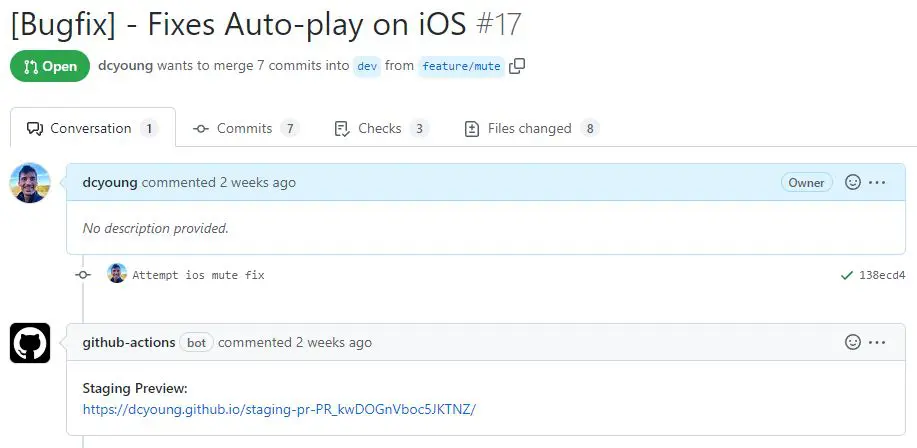 [Bugfix] - Fixes Auto-play on iOS #17
Open dcyoung wants to merge 7 commits into dev from feature/mute
Conversation 1 Commits 7 Checks 3 Files changed 8
dcyoung commented 2 weeks ago Owner ...
No description provided.
Attempt ios mute fix 138ecd4
github-actions bot commented 2 weeks ago ...
Staging Preview:
https://dcyoung.github.io/staging-pr-PR_kwDOGnVboc5JKTNZ/